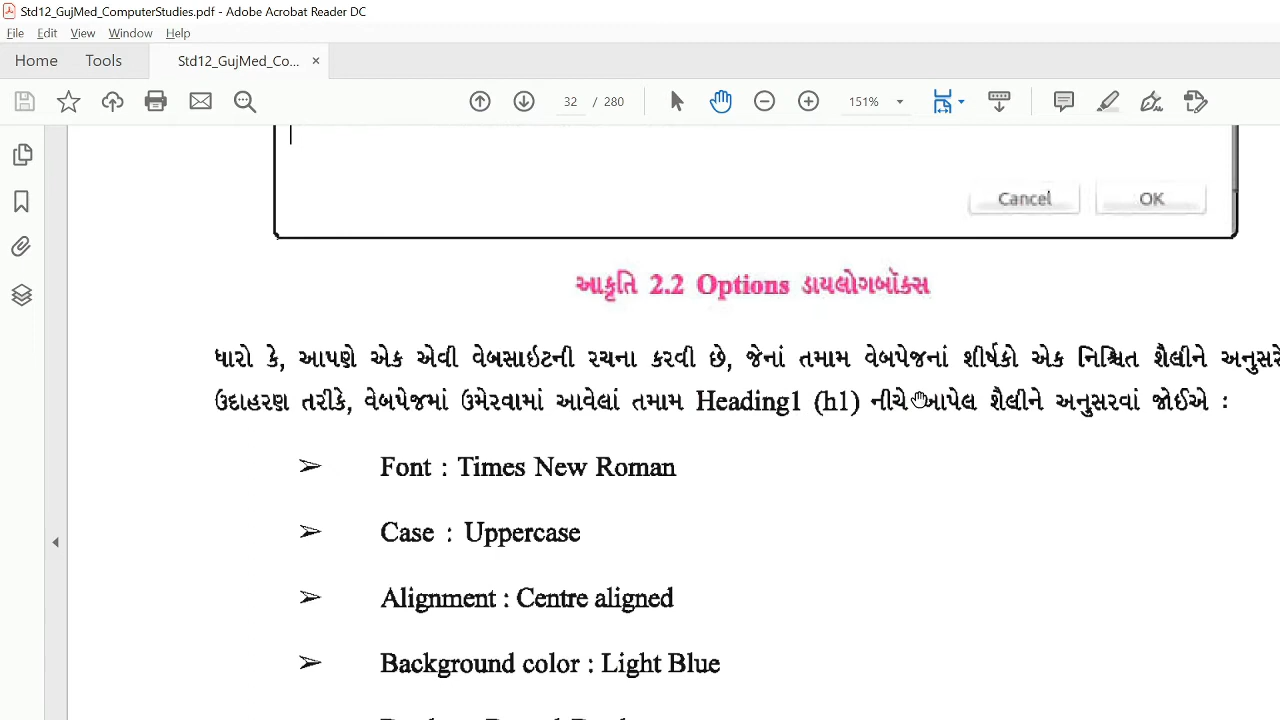 Std12_GujMed_ComputerStudies.pdf - Adobe Acrobat Reader DC
File Edit View Window Help
Home Tools Std12_GujMed_Co... ×
32 / 280 151%
Cancel OK
આકૃતિ 2.2 Options ડાયલોગબૉક્સ
ધારો કે, આપણે એક એવી વેબસાઇટની રચના કરવી છે, જેનાં તમામ વેબપેજનાં શીર્ષકો એક નિશ્ચિત શૈલીને અનુસરે
ઉદાહરણ તરીકે, વેબપેજમાં ઉમેરવામાં આવેલાં તમામ Heading1 (h1) નીચે આપેલ શૈલીને અનુસરવાં જોઈએ :
➢ Font : Times New Roman
➢ Case : Uppercase
➢ Alignment : Centre aligned
➢ Background color : Light Blue